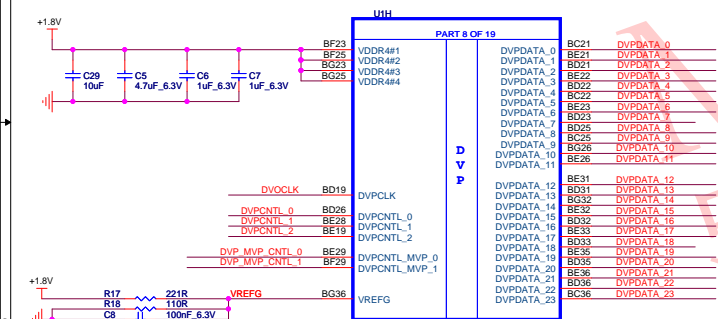 U1H
+1.8V
PART 8 OF 19
BF23 VDDR4#1
BF25 VDDR4#2
BG23 VDDR4#3
BG25 VDDR4#4
C29 10uF
C5 4.7uF_6.3V
C6 1uF_6.3V
C7 1uF_6.3V
DVPDATA_0 BC21 DVPDATA_0
DVPDATA_1 BE21 DVPDATA_1
DVPDATA_2 BD21 DVPDATA_2
DVPDATA_3 BE22 DVPDATA_3
DVPDATA_4 BD22 DVPDATA_4
DVPDATA_5 BC22 DVPDATA_5
DVPDATA_6 BE23 DVPDATA_6
DVPDATA_7 BD23 DVPDATA_7
DVPDATA_8 BD25 DVPDATA_8
DVPDATA_9 BC25 DVPDATA_9
DVPDATA_10 BG26 DVPDATA_10
DVPDATA_11 BE26 DVPDATA_11
DVP
DVOCLK BD19 DVPCLK
DVPCNTL_0 BD26 DVPCNTL_0
DVPCNTL_1 BE28 DVPCNTL_1
DVPCNTL_2 BE19 DVPCNTL_2
DVP_MVP_CNTL_0 BE29 DVPCNTL_MVP_0
DVP_MVP_CNTL_1 BF29 DVPCNTL_MVP_1
DVPDATA_12 BE31 DVPDATA_12
DVPDATA_13 BD31 DVPDATA_13
DVPDATA_14 BG32 DVPDATA_14
DVPDATA_15 BE32 DVPDATA_15
DVPDATA_16 BD32 DVPDATA_16
DVPDATA_17 BE33 DVPDATA_17
DVPDATA_18 BD33 DVPDATA_18
DVPDATA_19 BE35 DVPDATA_19
DVPDATA_20 BD35 DVPDATA_20
DVPDATA_21 BE36 DVPDATA_21
DVPDATA_22 BD36 DVPDATA_22
DVPDATA_23 BC36 DVPDATA_23
+1.8V
R17 221R VREFG BG36 VREFG
R18 110R
C8 100nF_6.3V